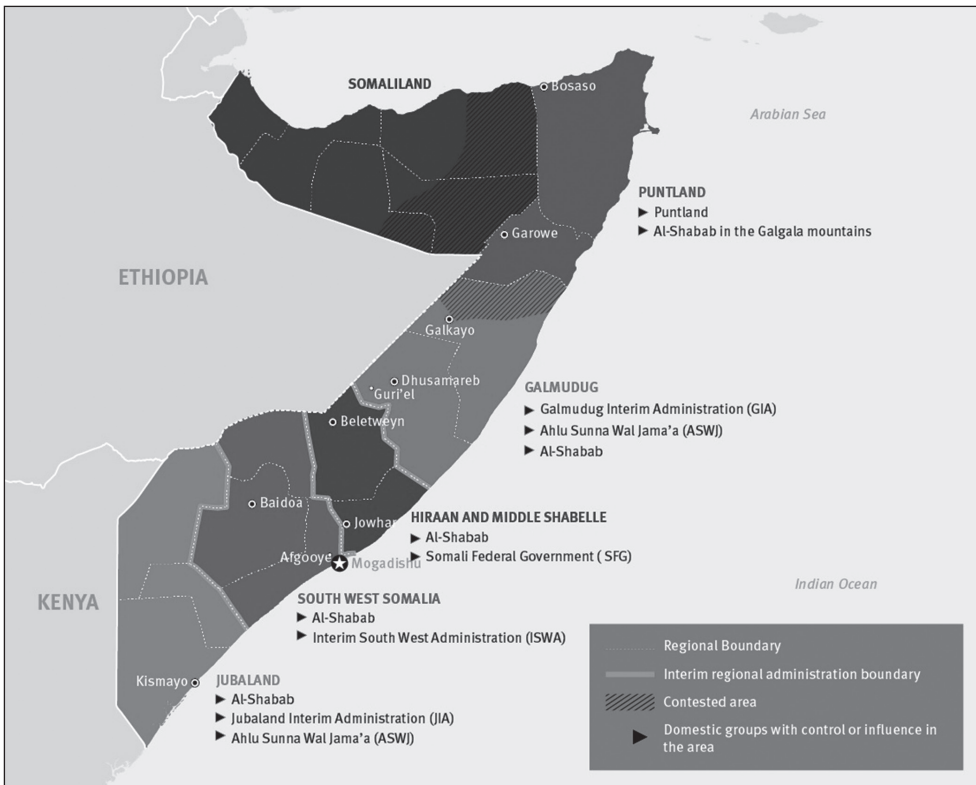 SOMALILAND
Bosaso
Arabian Sea
PUNTLAND
► Puntland
► Al-Shabab in the Galgala mountains
Garowe
ETHIOPIA
Galkayo
Dhusamareb
Guri'el
GALMUDUG
► Galmudug Interim Administration (GIA)
► Ahlu Sunna Wal Jama'a (ASWJ)
► Al-Shabab
Beletweyn
Baidoa
Jowhar
HIRAAN AND MIDDLE SHABELLE
► Al-Shabab
► Somali Federal Government ( SFG)
Afgooye
Mogadishu
Indian Ocean
KENYA
SOUTH WEST SOMALIA
► Al-Shabab
► Interim South West Administration (ISWA)
Kismayo
JUBALAND
► Al-Shabab
► Jubaland Interim Administration (JIA)
► Ahlu Sunna Wal Jama'a (ASWJ)
Regional Boundary
Interim regional administration boundary
Contested area
► Domestic groups with control or influence in
the area